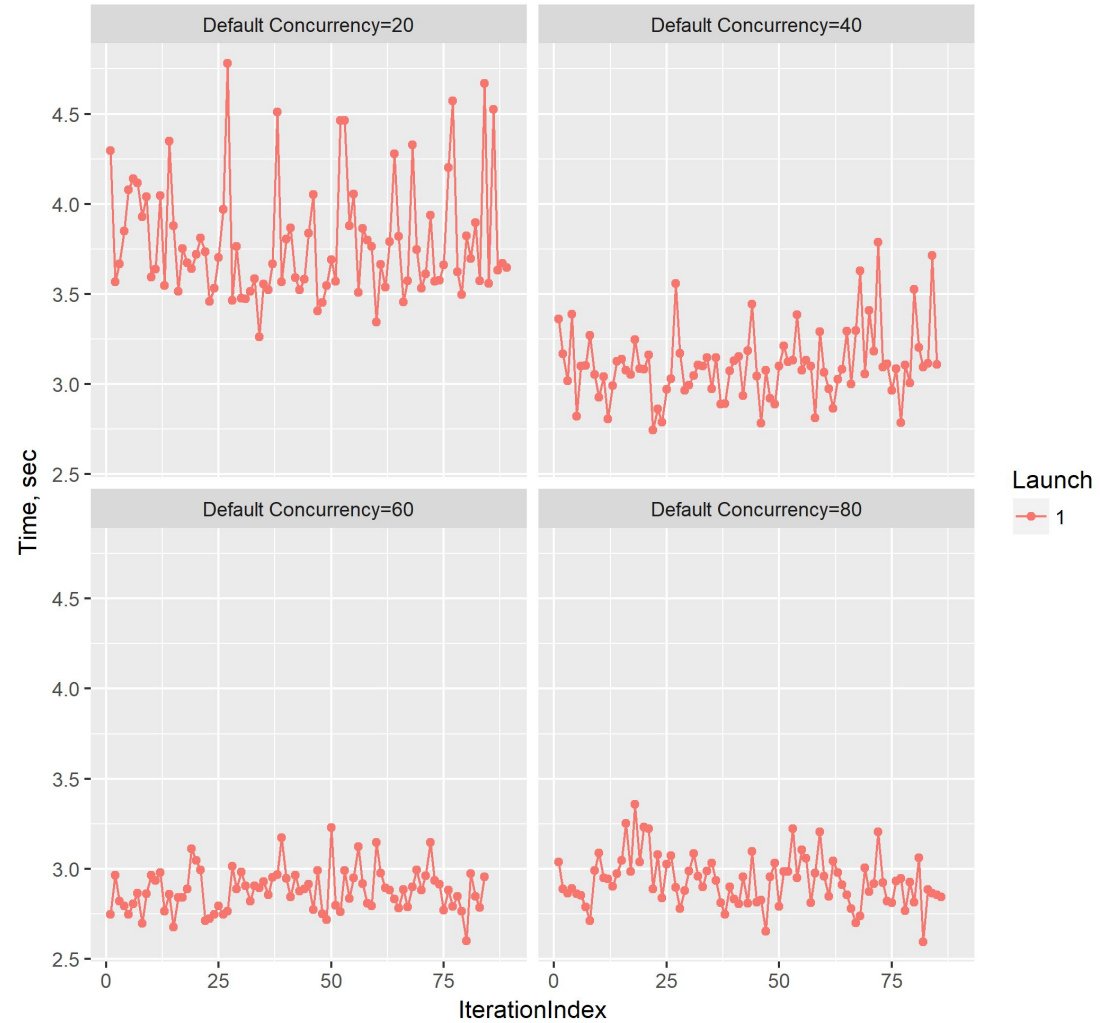 Default Concurrency=20
Default Concurrency=40
4.5
4.0
3.5
3.0
2.5
Default Concurrency=60
Default Concurrency=80
4.5
4.0
3.5
3.0
2.5
0 25 50 75
0 25 50 75
IterationIndex
Time, sec
Launch
1